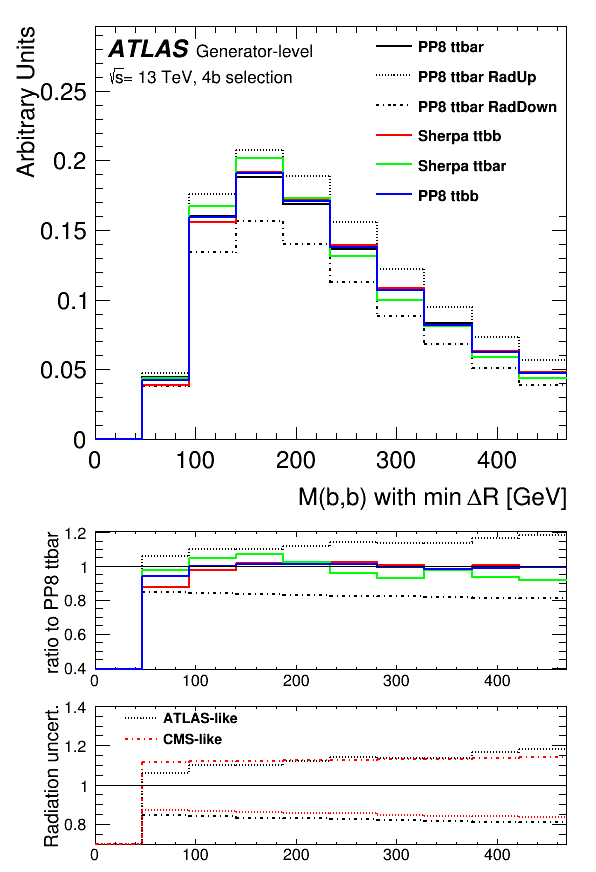 ATLAS Generator-level
√s= 13 TeV, 4b selection
PP8 ttbar
PP8 ttbar RadUp
PP8 ttbar RadDown
Sherpa ttbb
Sherpa ttbar
PP8 ttbb
Arbitrary Units
0.25
0.2
0.15
0.1
0.05
0
0 100 200 300 400
M(b,b) with min ΔR [GeV]
ratio to PP8 ttbar
1.2
1
0.8
0.6
0.4
0 100 200 300 400
Radiation uncert.
1.4
1.2
1
0.8
ATLAS-like
CMS-like
0 100 200 300 400